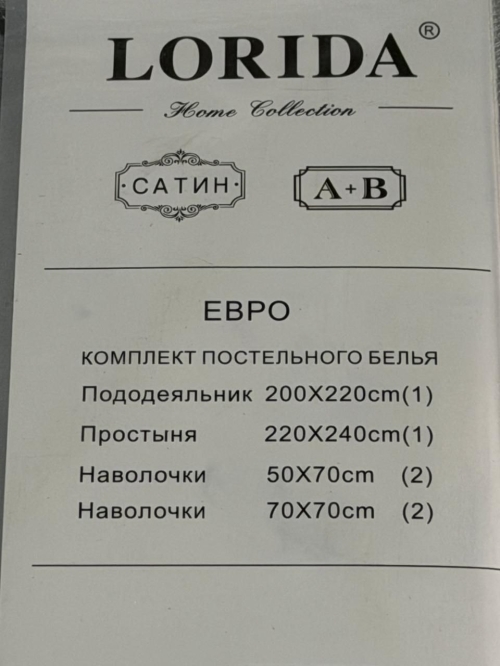 LORIDA®
Home Collection
·САТИН· A+B
ЕВРО
КОМПЛЕКТ ПОСТЕЛЬНОГО БЕЛЬЯ
Пододеяльник 200X220cm(1)
Простыня 220X240cm(1)
Наволочки 50X70cm (2)
Наволочки 70X70cm (2)